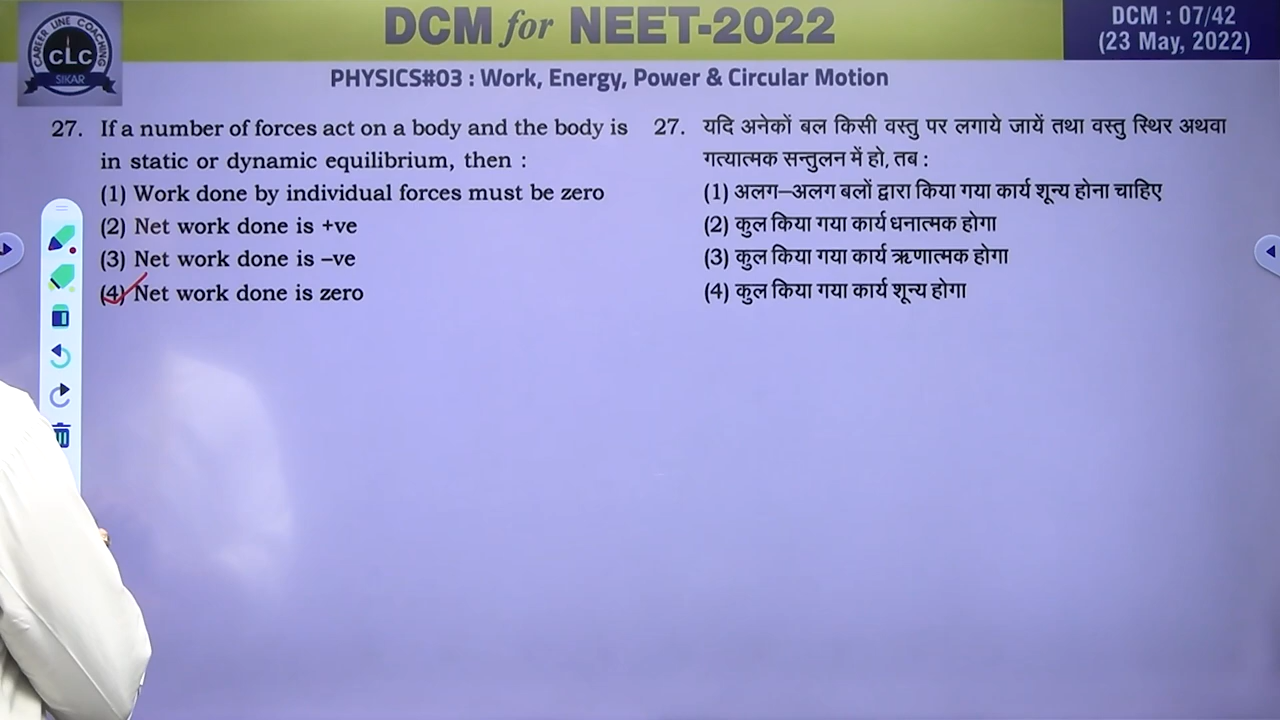 DCM for NEET-2022
DCM : 07/42
(23 May, 2022)
CAREER LINE COACHING
CLC
SIKAR
PHYSICS#03 : Work, Energy, Power & Circular Motion
27. If a number of forces act on a body and the body is
in static or dynamic equilibrium, then :
(1) Work done by individual forces must be zero
(2) Net work done is +ve
(3) Net work done is –ve
(4) Net work done is zero
27. यदि अनेकों बल किसी वस्तु पर लगाये जायें तथा वस्तु स्थिर अथवा
गत्यात्मक सन्तुलन में हो, तब :
(1) अलग–अलग बलों द्वारा किया गया कार्य शून्य होना चाहिए
(2) कुल किया गया कार्य धनात्मक होगा
(3) कुल किया गया कार्य ऋणात्मक होगा
(4) कुल किया गया कार्य शून्य होगा